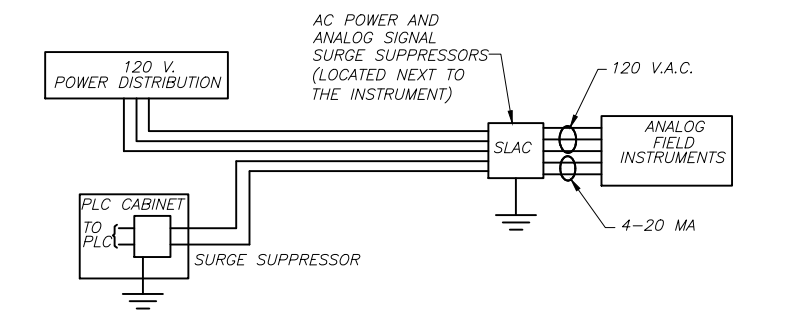 AC POWER AND
ANALOG SIGNAL
SURGE SUPPRESSORS
(LOCATED NEXT TO
THE INSTRUMENT)
120 V.
POWER DISTRIBUTION
120 V.A.C.
SLAC
ANALOG
FIELD
INSTRUMENTS
4-20 MA
PLC CABINET
TO
PLC
SURGE SUPPRESSOR